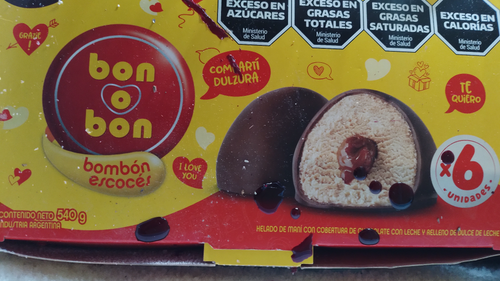 GRANDE!
EXCESO EN
AZÚCARES
Ministerio
de Salud
EXCESO EN
GRASAS
TOTALES
Ministerio
de Salud
EXCESO EN
GRASAS
SATURADAS
Ministerio
de Salud
EXCESO EN
CALORÍAS
Ministerio
de Salud
bon
o
bon
bombón
escocés
COMPARTÍ
DULZURA
I LOVE
YOU
TE
QUIERO
x6
UNIDADES
CONTENIDO NETO 540 g
INDUSTRIA ARGENTINA
HELADO DE MANÍ CON COBERTURA DE CHOCOLATE CON LECHE Y RELLENO DE DULCE DE LECHE